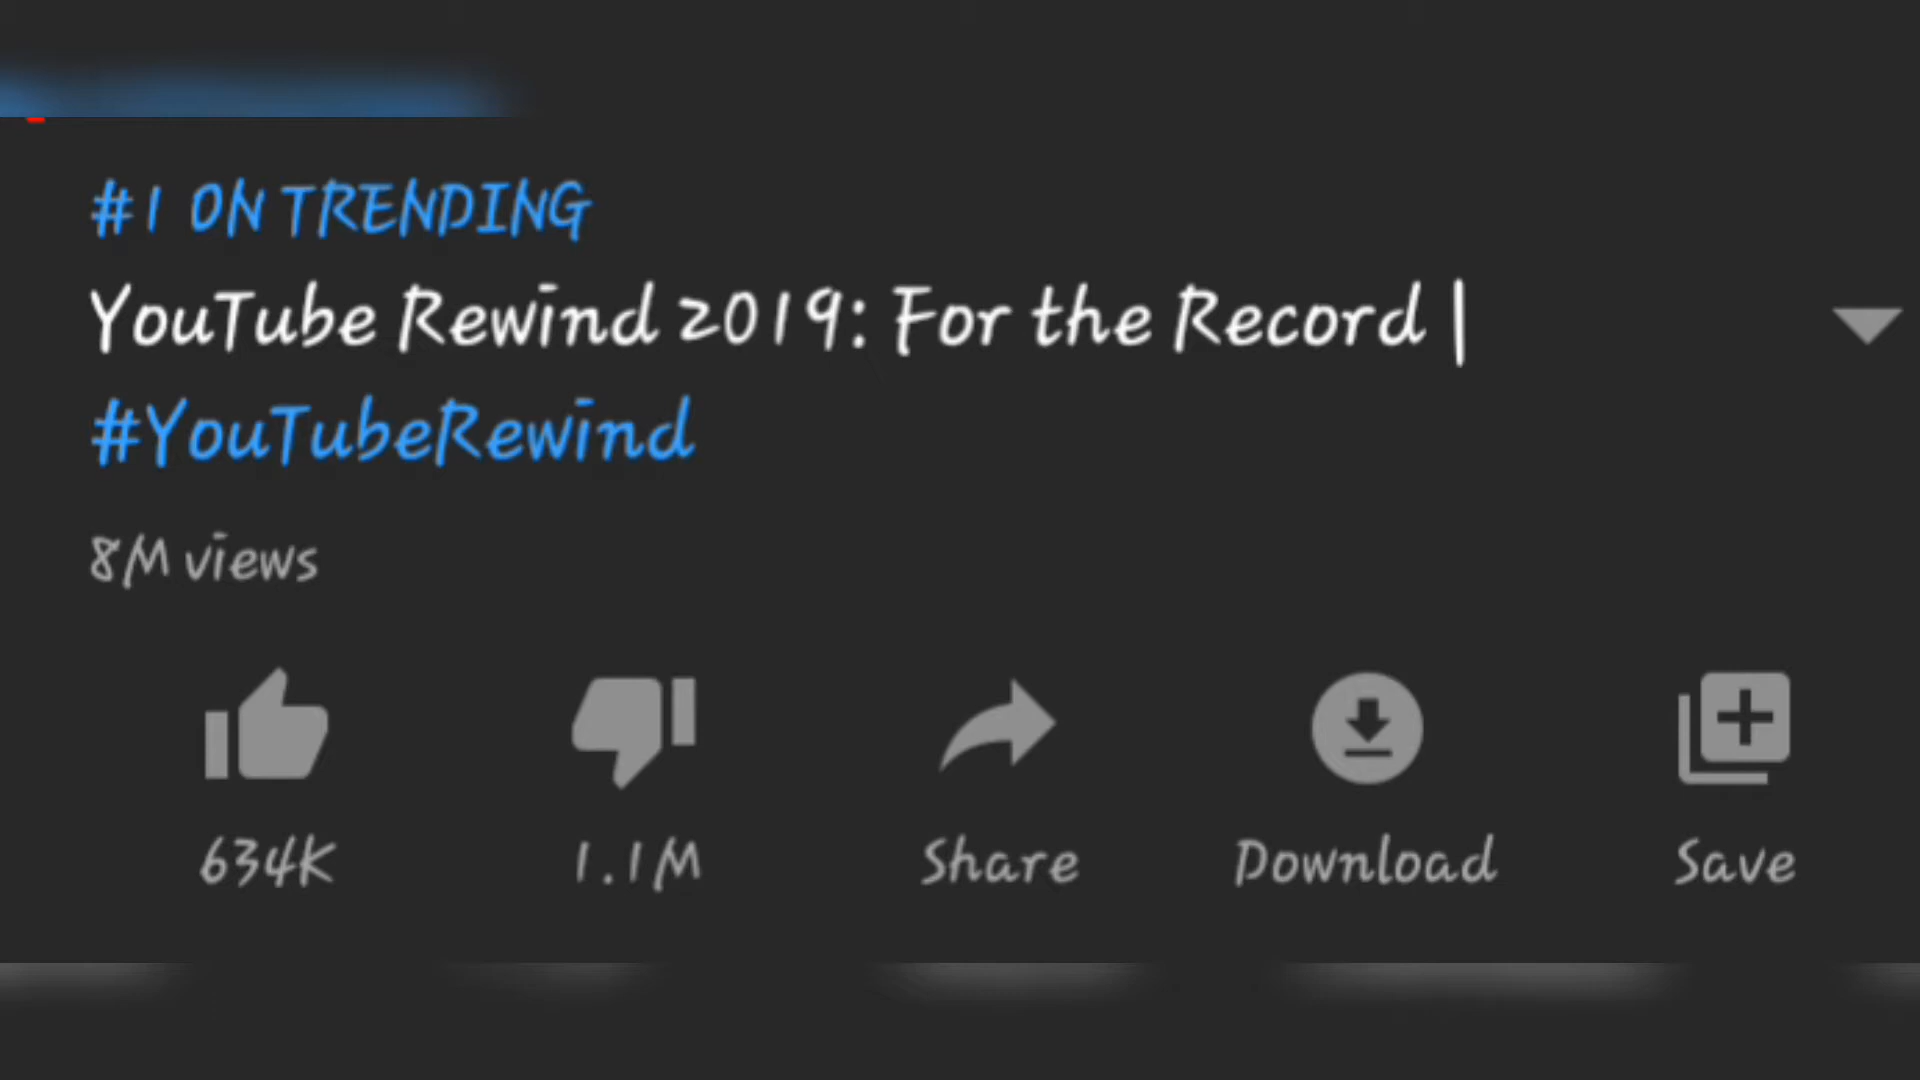 #1 ON TRENDING
YouTube Rewind 2019: For the Record |
#YouTubeRewind
8M views
634K 1.1M Share Download Save